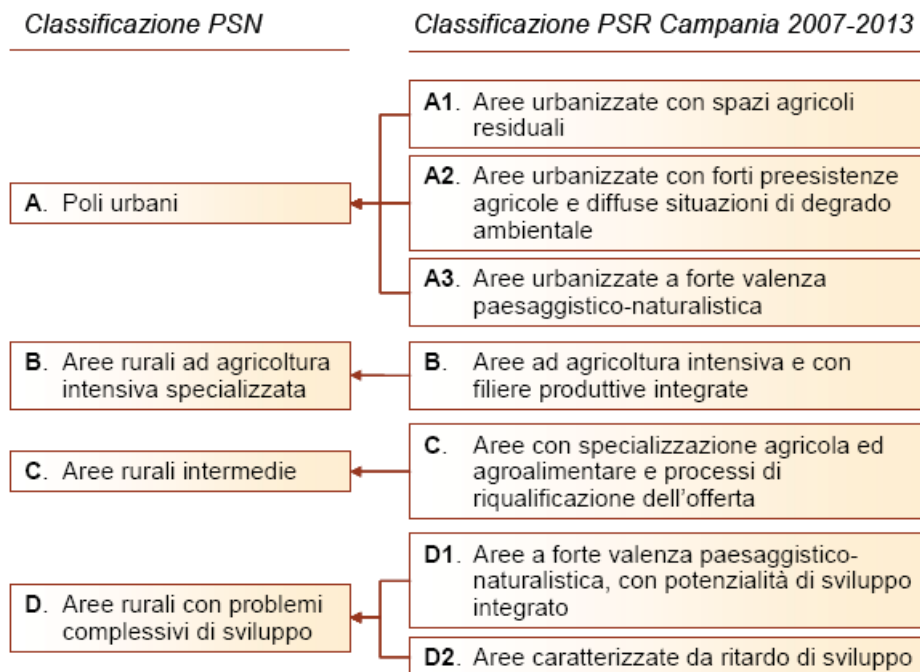 Classificazione PSN
Classificazione PSR Campania 2007-2013
A. Poli urbani
A1. Aree urbanizzate con spazi agricoli
residuali
A2. Aree urbanizzate con forti preesistenze
agricole e diffuse situazioni di degrado
ambientale
A3. Aree urbanizzate a forte valenza
paesaggistico-naturalistica
B. Aree rurali ad agricoltura
intensiva specializzata
B. Aree ad agricoltura intensiva e con
filiere produttive integrate
C. Aree rurali intermedie
C. Aree con specializzazione agricola ed
agroalimentare e processi di
riqualificazione dell'offerta
D. Aree rurali con problemi
complessivi di sviluppo
D1. Aree a forte valenza paesaggistico-
naturalistica, con potenzialità di sviluppo
integrato
D2. Aree caratterizzate da ritardo di sviluppo